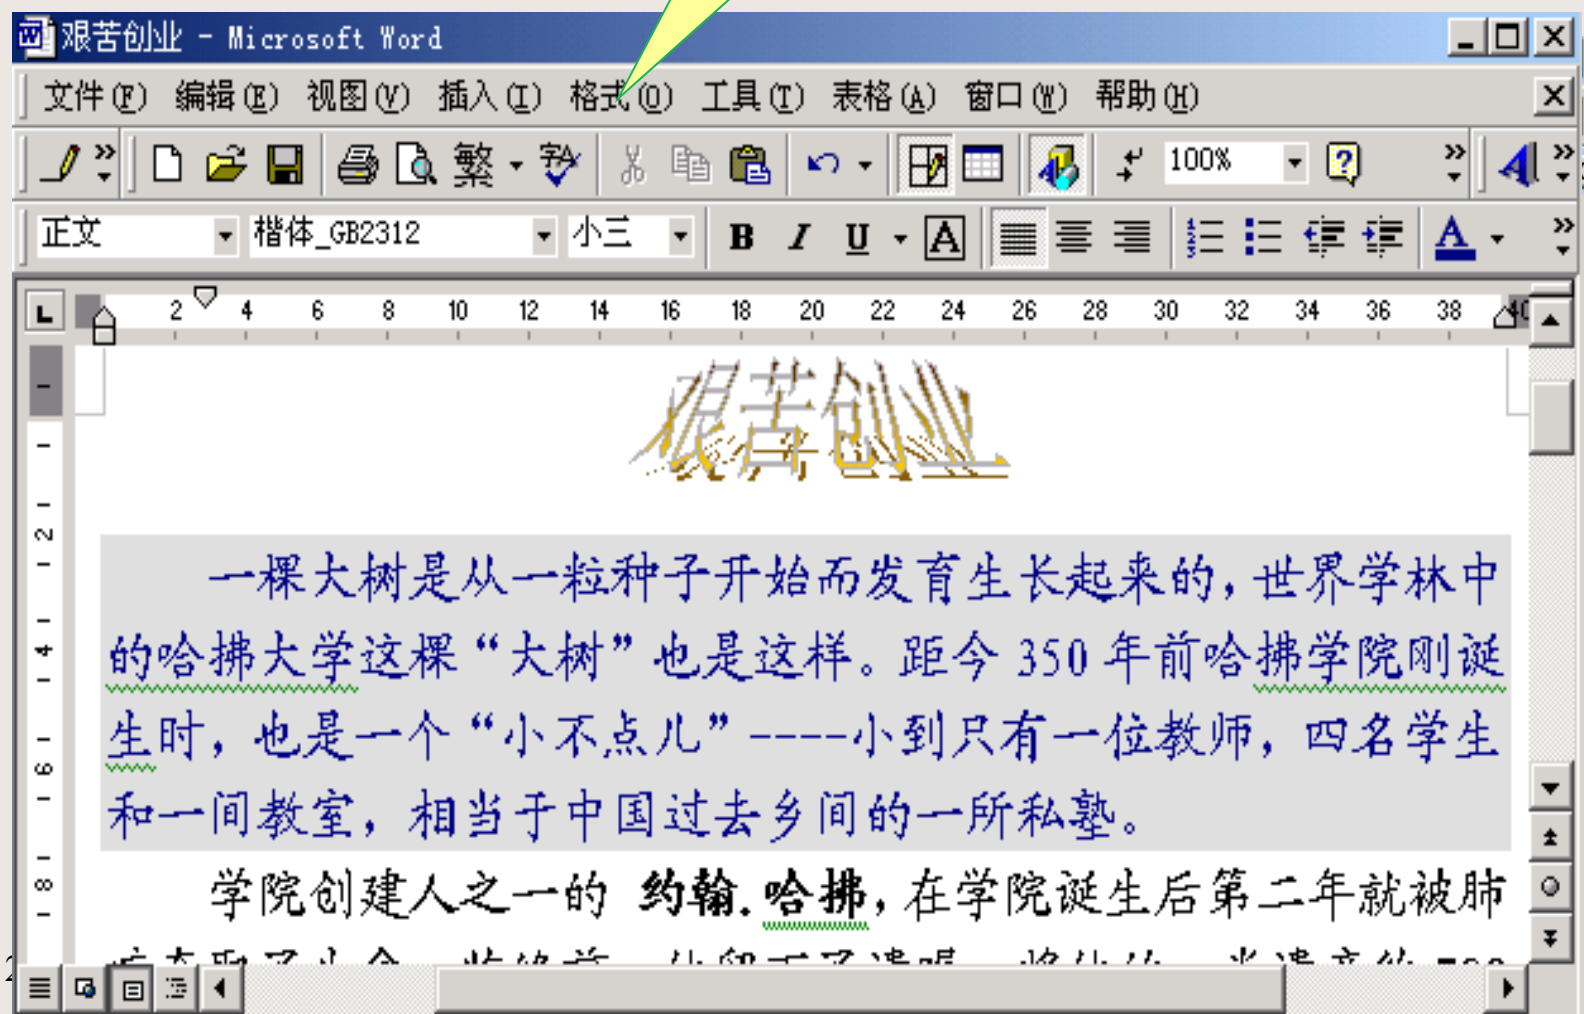 艰苦创业 - Microsoft Word
文件(F) 编辑(E) 视图(V) 插入(I) 格式(O) 工具(T) 表格(A) 窗口(W) 帮助(H)
繁 100%
正文 楷体_GB2312 小三 B I U A A
2 4 6 8 10 12 14 16 18 20 22 24 26 28 30 32 34 36 38 40
艰苦创业
一棵大树是从一粒种子开始而发育生长起来的，世界学林中
的哈拂大学这棵“大树”也是这样。距今 350 年前哈拂学院刚诞
生时，也是一个“小不点儿”----小到只有一位教师，四名学生
和一间教室，相当于中国过去乡间的一所私塾。
学院创建人之一的 约翰.哈拂，在学院诞生后第二年就被肺
2 4 6 8